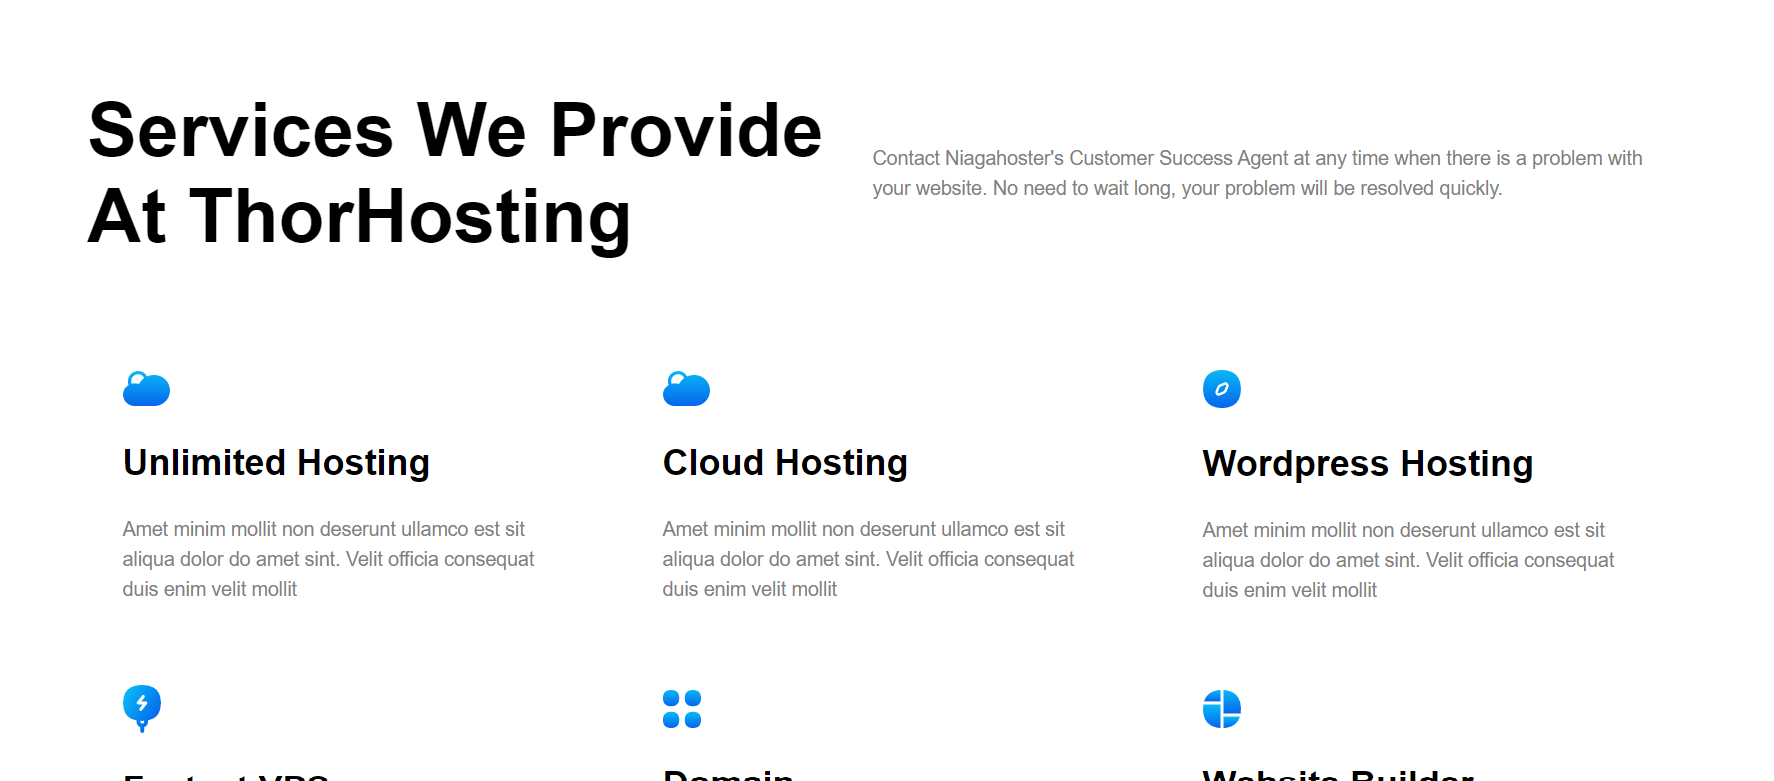 Services We Provide
At ThorHosting
Contact Niagahoster's Customer Success Agent at any time when there is a problem with
your website. No need to wait long, your problem will be resolved quickly.
Unlimited Hosting
Amet minim mollit non deserunt ullamco est sit
aliqua dolor do amet sint. Velit officia consequat
duis enim velit mollit
Cloud Hosting
Amet minim mollit non deserunt ullamco est sit
aliqua dolor do amet sint. Velit officia consequat
duis enim velit mollit
Wordpress Hosting
Amet minim mollit non deserunt ullamco est sit
aliqua dolor do amet sint. Velit officia consequat
duis enim velit mollit
VPS
Domain
Website Builder